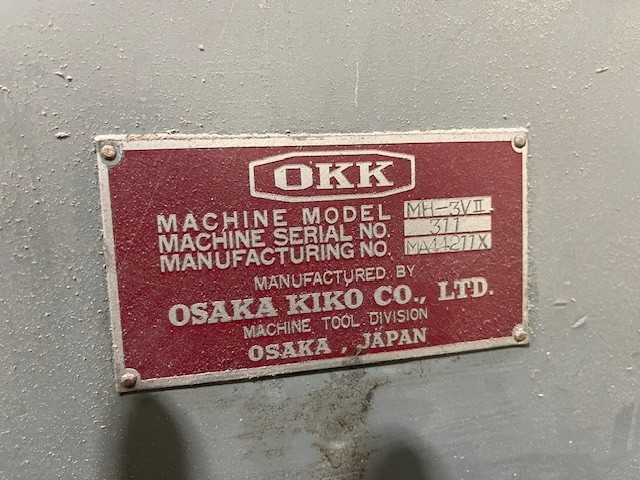 OKK
MACHINE MODEL MH-3VII
MACHINE SERIAL NO. 311
MANUFACTURING NO. MA44211X
MANUFACTURED BY
OSAKA KIKO CO., LTD.
MACHINE TOOL DIVISION
OSAKA, JAPAN